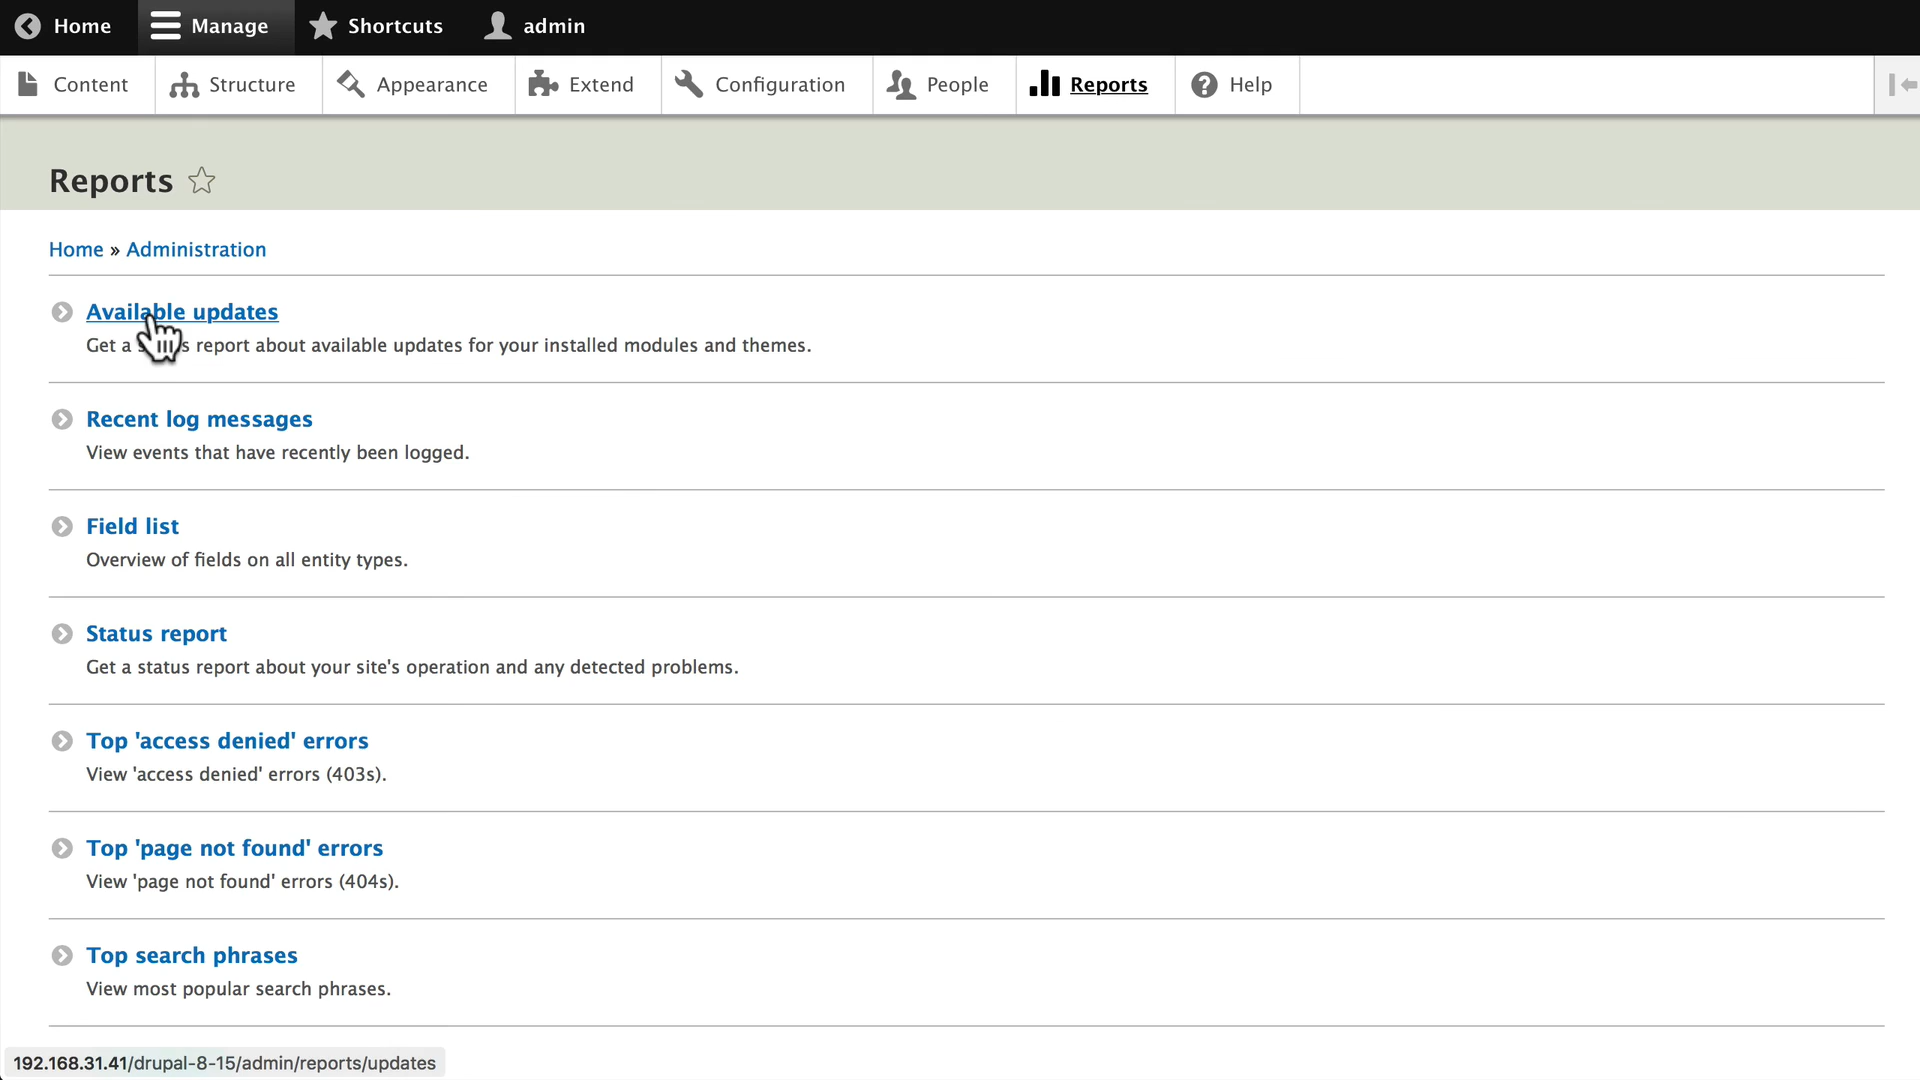 Home Manage Shortcuts admin
Content Structure Appearance Extend Configuration People Reports Help
Reports
Home » Administration
Available updates
Get a s report about available updates for your installed modules and themes.
Recent log messages
View events that have recently been logged.
Field list
Overview of fields on all entity types.
Status report
Get a status report about your site's operation and any detected problems.
Top 'access denied' errors
View 'access denied' errors (403s).
Top 'page not found' errors
View 'page not found' errors (404s).
Top search phrases
View most popular search phrases.
192.168.31.41/drupal-8-15/admin/reports/updates